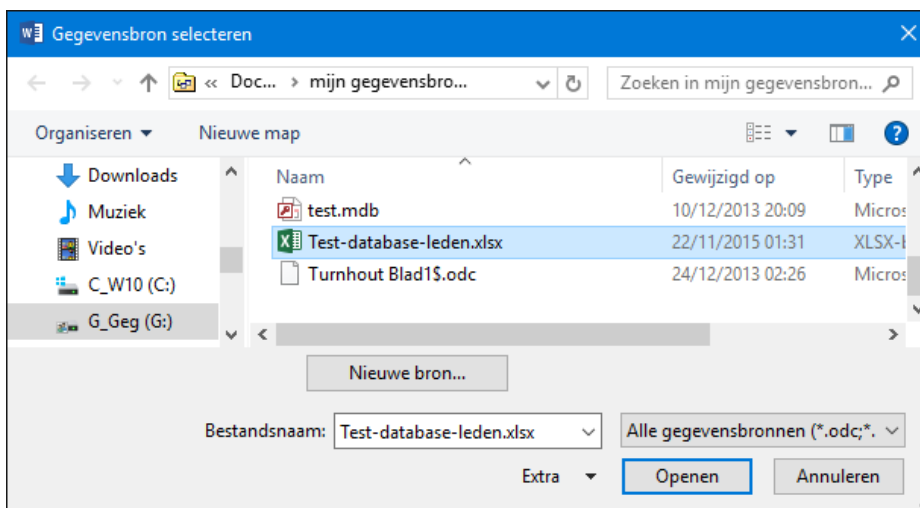 Gegevensbron selecteren
« Doc... > mijn gegevensbro...
Zoeken in mijn gegevensbron...
Organiseren
Nieuwe map
Downloads
Muziek
Video's
C_W10 (C:)
G_Geg (G:)
Naam Gewijzigd op Type
test.mdb 10/12/2013 20:09 Micros
Test-database-leden.xlsx 22/11/2015 01:31 XLSX-
Turnhout Blad1$.odc 24/12/2013 02:26 Micros
Nieuwe bron...
Bestandsnaam: Test-database-leden.xlsx
Alle gegevensbronnen (*.odc;*.
Extra
Openen
Annuleren